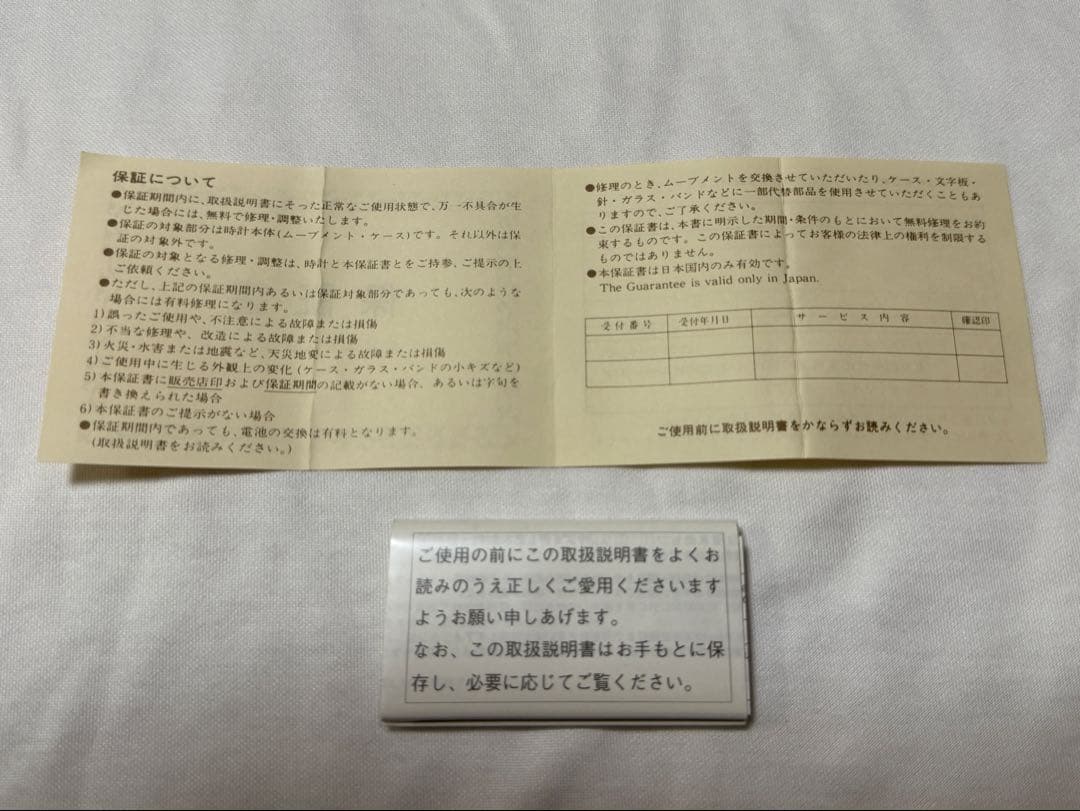 保証について
●保証期間内に、取扱説明書にそった正常なご使用状態で、万一不具合が生
じた場合には、無料で修理・調整いたします。
●保証の対象部分は時計本体(ムーブメント・ケース)です。それ以外は保
証の対象外です。
●保証の対象となる修理・調整は、時計と本保証書とをご持参、ご提示の上
ご依頼ください。
●ただし、上記の保証期間内あるいは保証対象部分であっても、次のような
場合には有料修理になります。
1)誤ったご使用や、不注意による故障または損傷
2)不当な修理や、改造による故障または損傷
3)火災・水害または地震など、天災地変による故障または損傷
4)ご使用中に生じる外観上の変化(ケース・ガラス・バンドの小キズなど)
5)本保証書に販売店印および保証期間の記載がない場合、あるいは字句を
書き換えられた場合
6)本保証書のご提示がない場合
●保証期間内であっても、電池の交換は有料となります。
(取扱説明書をお読みください。)
●修理のとき、ムーブメントを交換させていただいたり、ケース・文字板・
針・ガラス・バンドなどに一部代替部品を使用させていただくこともあ
りますので、ご了承ください。
●この保証書は、本書に明示した期間・条件のもとにおいて無料修理をお約
束するものです。この保証書によってお客様の法律上の権利を制限する
ものではありません。
●本保証書は日本国内のみ有効です。
The Guarantee is valid only in Japan.
受付番号 受付年月日 サービス内容 確認印
ご使用前に取扱説明書をかならずお読みください。
ご使用の前にこの取扱説明書をよくお
読みのうえ正しくご愛用くださいます
ようお願い申しあげます。
なお、この取扱説明書はお手もとに保
存し、必要に応じてご覧ください。